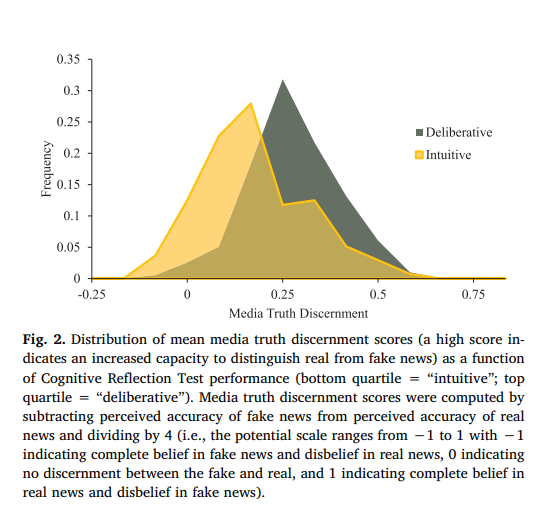 0.35
0.3
0.25
0.2
0.15
0.1
0.05
0
Frequency
Deliberative
Intuitive
-0.25 0 0.25 0.5 0.75
Media Truth Discernment
Fig. 2. Distribution of mean media truth discernment scores (a high score in-
dicates an increased capacity to distinguish real from fake news) as a function
of Cognitive Reflection Test performance (bottom quartile = “intuitive”; top
quartile = “deliberative”). Media truth discernment scores were computed by
subtracting perceived accuracy of fake news from perceived accuracy of real
news and dividing by 4 (i.e., the potential scale ranges from −1 to 1 with −1
indicating complete belief in fake news and disbelief in real news, 0 indicating
no discernment between the fake and real, and 1 indicating complete belief in
real news and disbelief in fake news).